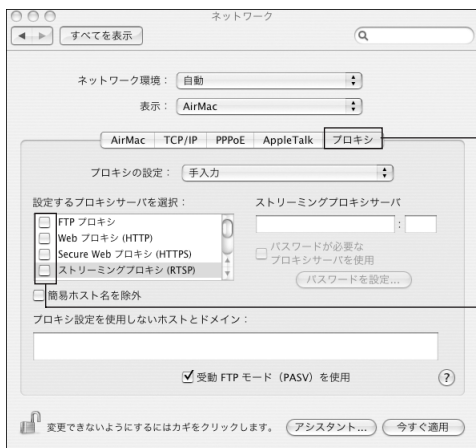 ネットワーク
すべてを表示
ネットワーク環境： 自動
表示： AirMac
AirMac TCP/IP PPPoE AppleTalk プロキシ
プロキシの設定： 手入力
設定するプロキシサーバを選択：
FTP プロキシ
Web プロキシ (HTTP)
Secure Web プロキシ (HTTPS)
ストリーミングプロキシ (RTSP)
ストリーミングプロキシサーバ
:
パスワードが必要な
プロキシサーバを使用
パスワードを設定...
簡易ホスト名を除外
プロキシ設定を使用しないホストとドメイン：
受動 FTP モード（PASV）を使用
?
変更できないようにするにはカギをクリックします。
アシスタント... 今すぐ適用